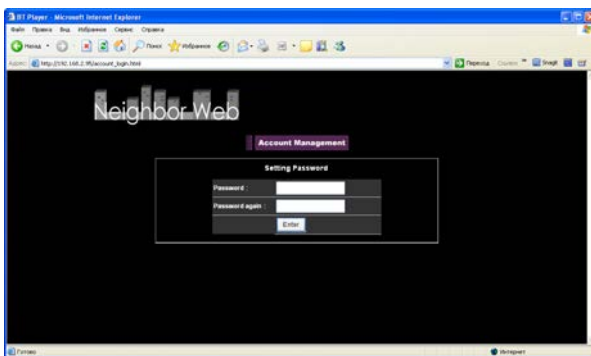 BT Player - Microsoft Internet Explorer
Файл Правка Вид Избранное Сервис Справка
Назад Поиск Избранное
Адрес: http://192.168.2.95/account_login.html Переход Ссылки SnagIt
Neighbor Web
Account Management
Setting Password
Password :
Password again :
Enter
Готово Интернет